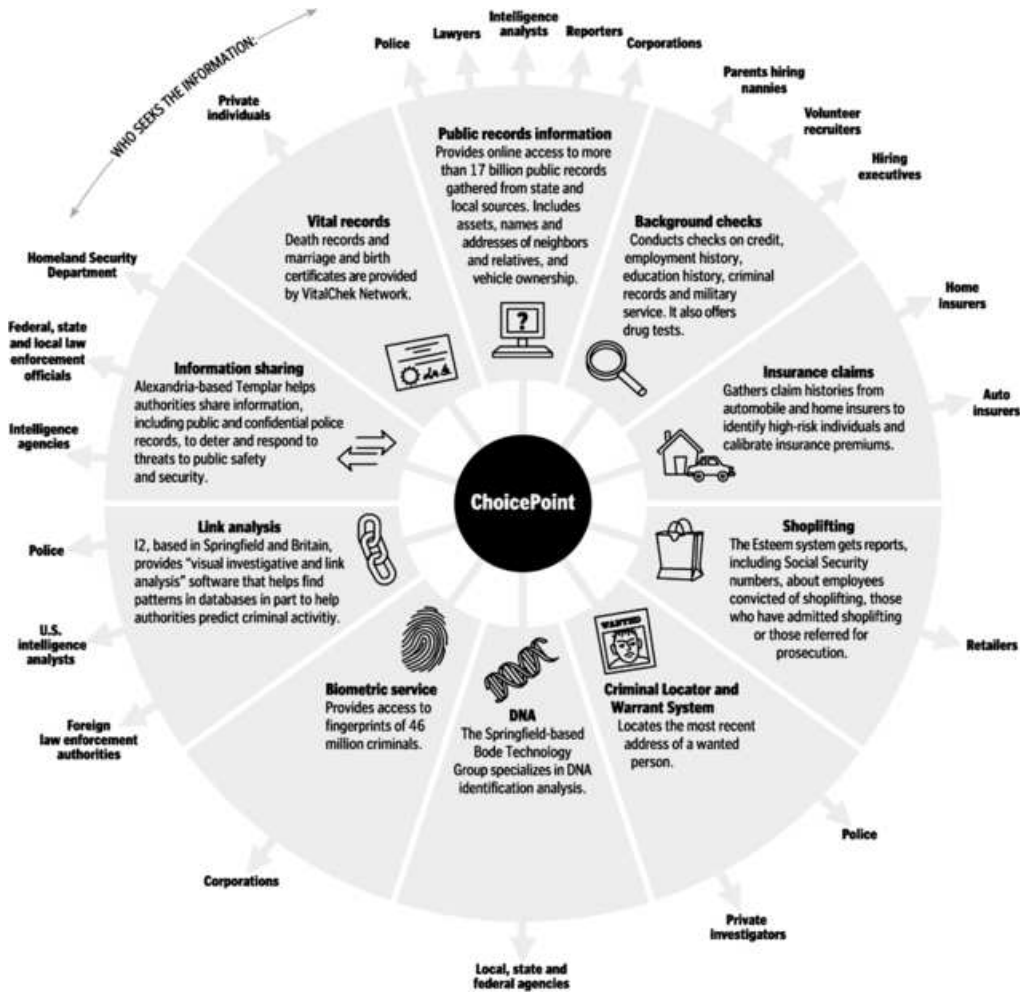 WHO SEEKS THE INFORMATION:
Private
individuals
Police
Lawyers
Intelligence
analysts
Reporters
Corporations
Parents hiring
nannies
Volunteer
recruiters
Hiring
executives
Public records information
Provides online access to more
than 17 billion public records
gathered from state and
local sources. Includes
assets, names and
addresses of neighbors
and relatives, and
vehicle ownership.
?
Vital records
Death records and
marriage and birth
certificates are provided
by VitalChek Network.
Background checks
Conducts checks on credit,
employment history,
education history, criminal
records and military
service. It also offers
drug tests.
Homeland Security
Department
Federal, state
and local law
enforcement
officials
Intelligence
agencies
Information sharing
Alexandria-based Templar helps
authorities share information,
including public and confidential police
records, to deter and respond to
threats to public safety
and security.
Insurance claims
Gathers claim histories from
automobile and home insurers to
identify high-risk individuals and
calibrate insurance premiums.
Home
insurers
Auto
insurers
ChoicePoint
Police
U.S.
intelligence
analysts
Foreign
law enforcement
authorities
Link analysis
I2, based in Springfield and Britain,
provides “visual investigative and link
analysis” software that helps find
patterns in databases in part to help
authorities predict criminal activitiy.
Shoplifting
The Esteem system gets reports,
including Social Security
numbers, about employees
convicted of shoplifting, those
who have admitted shoplifting
or those referred for
prosecution.
Retailers
WANTED
Biometric service
Provides access to
fingerprints of 46
million criminals.
DNA
The Springfield-based
Bode Technology
Group specializes in DNA
identification analysis.
Criminal Locator and
Warrant System
Locates the most recent
address of a wanted
person.
Corporations
Local, state and
federal agencies
Private
investigators
Police